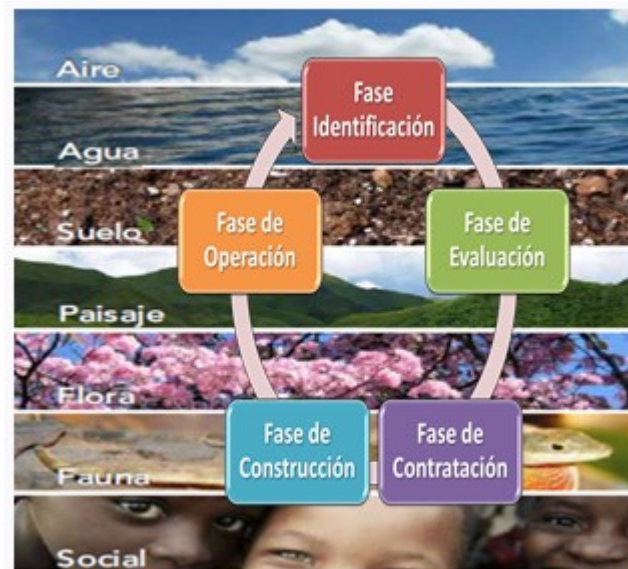 Aire
Fase
Identificación
Agua
Suelo
Fase de
Operación
Fase de
Evaluación
Paisaje
Flora
Fase de
Construcción
Fase de
Contratación
Fauna
Social